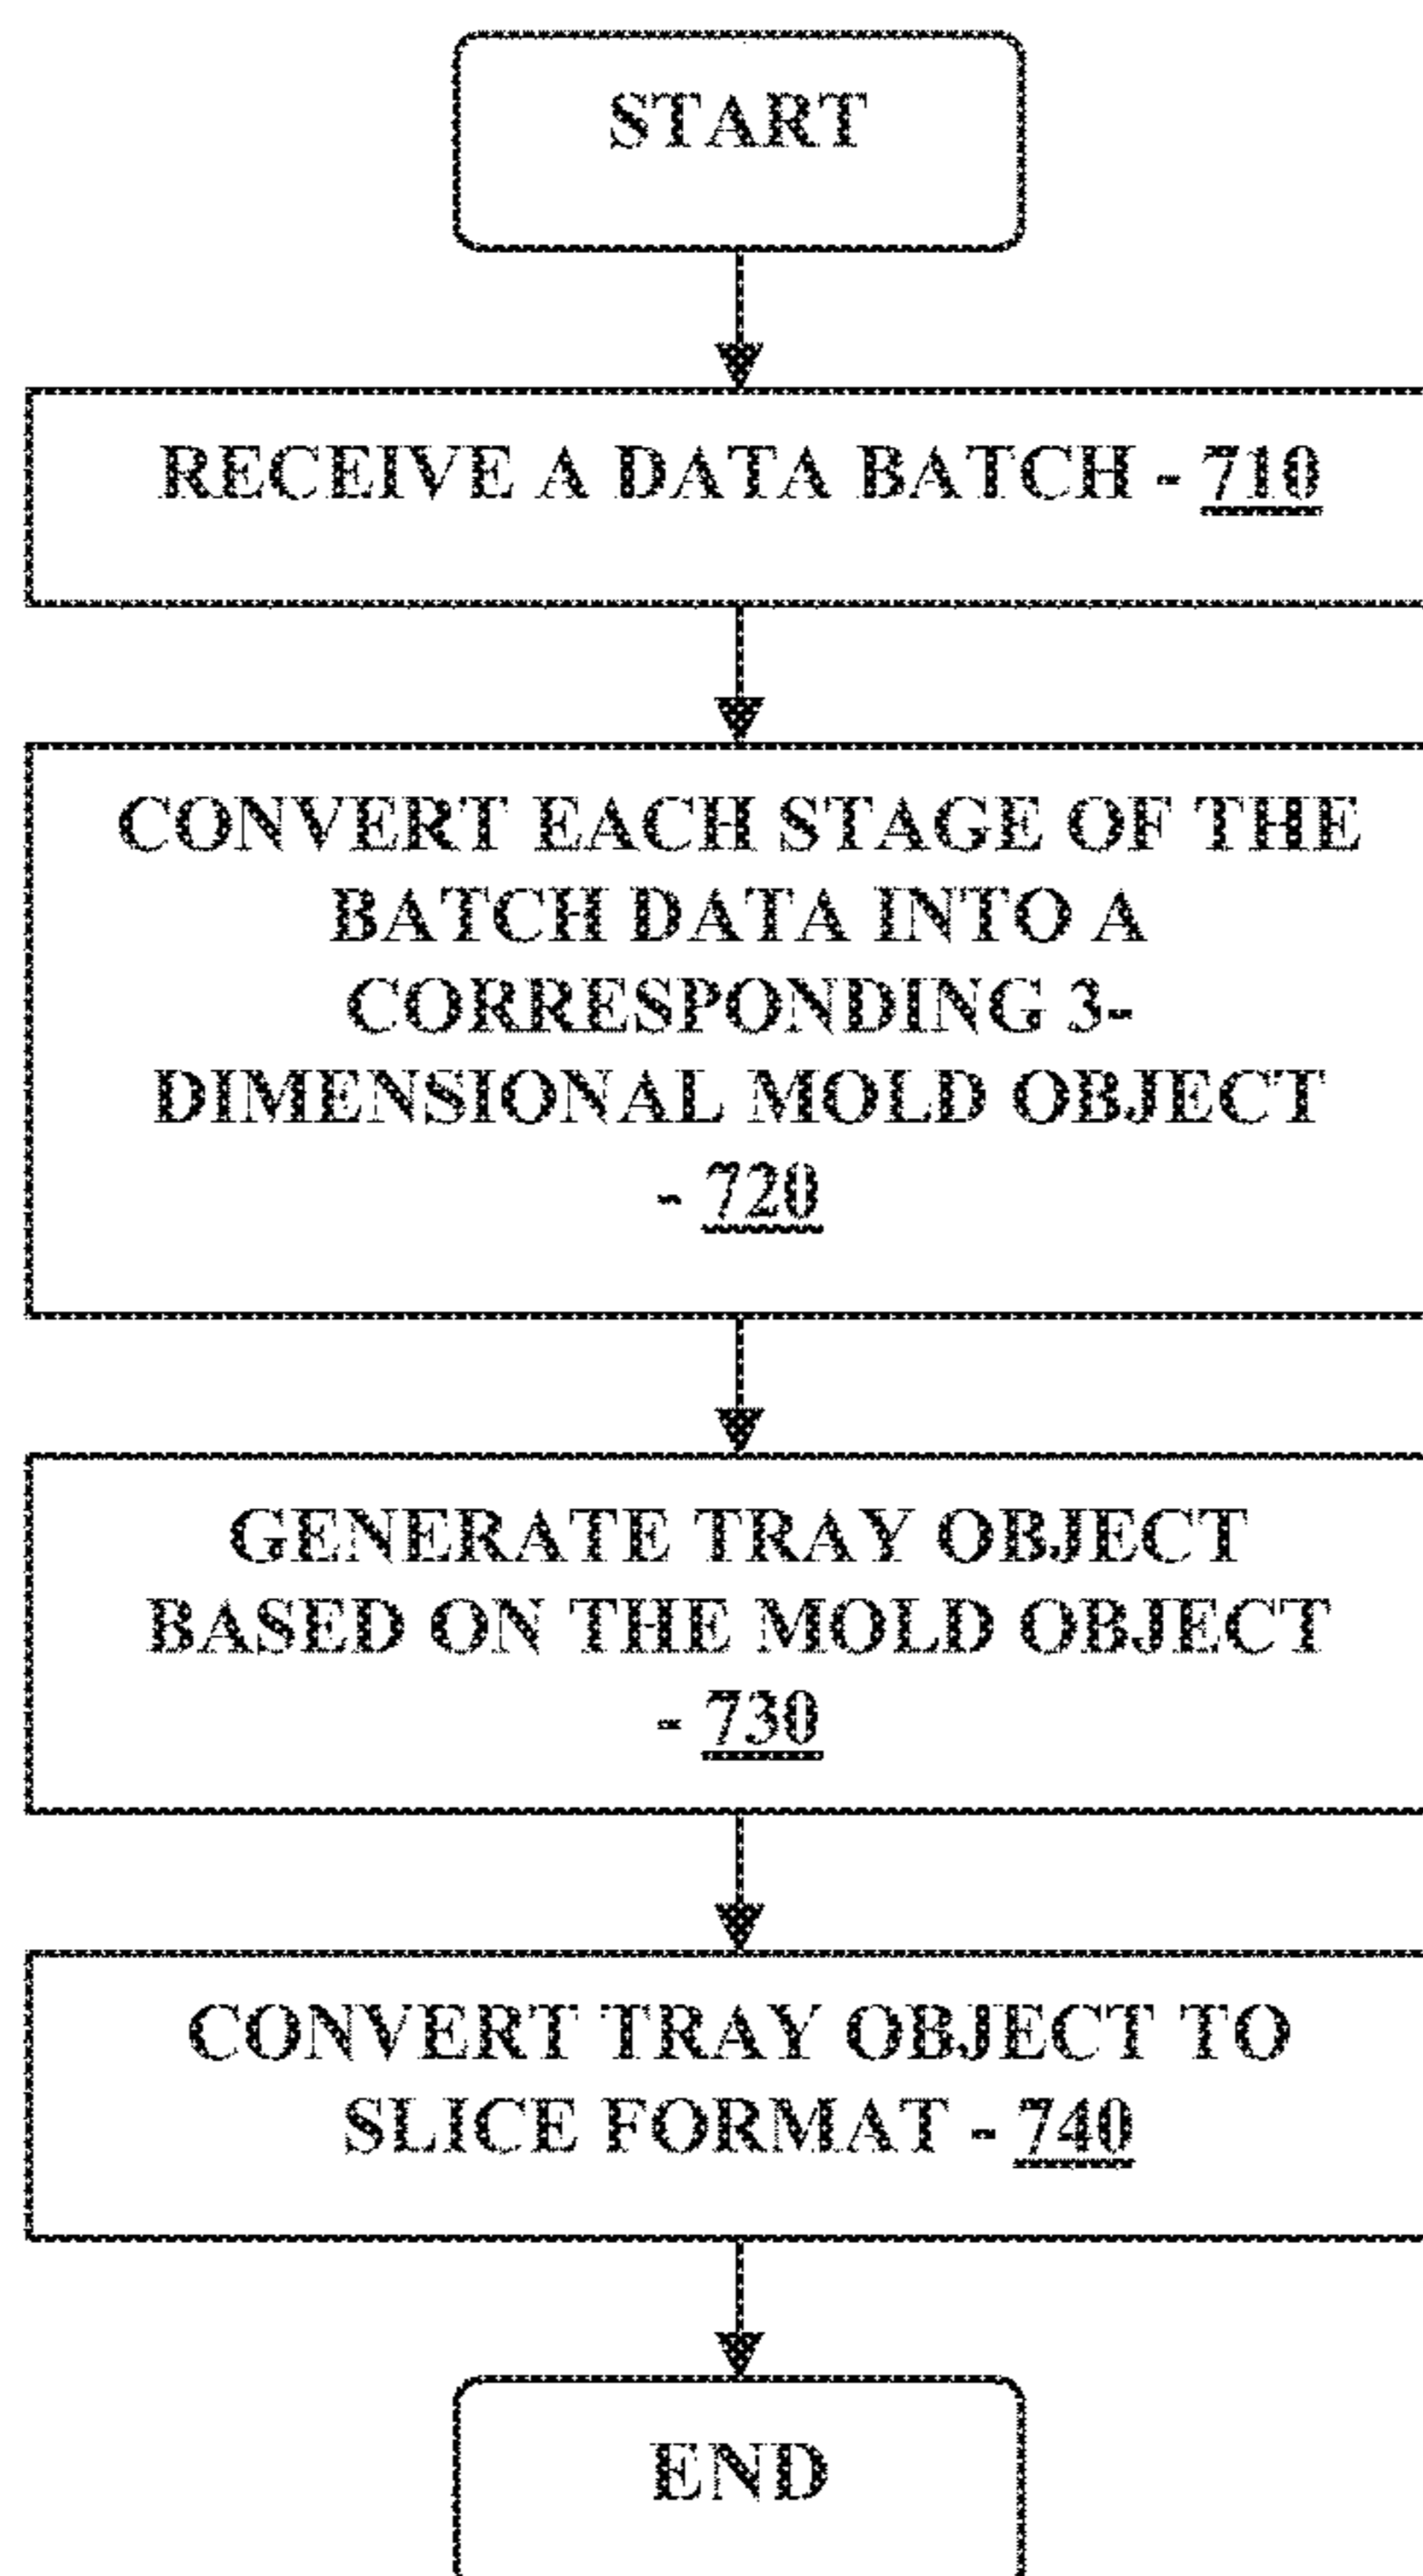 START
RECEIVE A DATA BATCH - 710
CONVERT EACH STAGE OF THE
BATCH DATA INTO A
CORRESPONDING 3-
DIMENSIONAL MOLD OBJECT
- 720
GENERATE TRAY OBJECT
BASED ON THE MOLD OBJECT
- 730
CONVERT TRAY OBJECT TO
SLICE FORMAT - 740
END